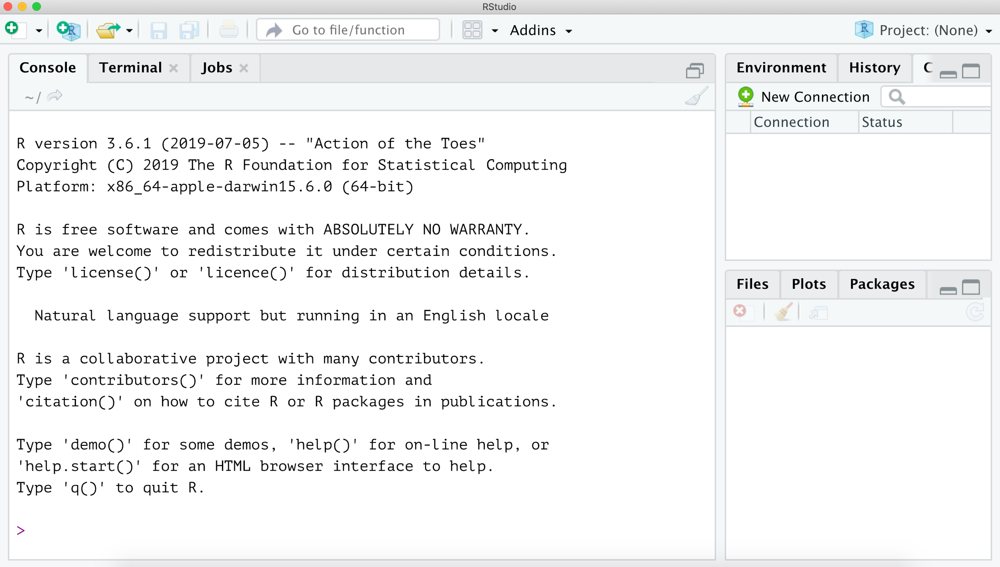 RStudio
Go to file/function
Addins
Project: (None)
Console
Terminal
Jobs
~/
R version 3.6.1 (2019-07-05) -- "Action of the Toes"
Copyright (C) 2019 The R Foundation for Statistical Computing
Platform: x86_64-apple-darwin15.6.0 (64-bit)
R is free software and comes with ABSOLUTELY NO WARRANTY.
You are welcome to redistribute it under certain conditions.
Type 'license()' or 'licence()' for distribution details.
Natural language support but running in an English locale
R is a collaborative project with many contributors.
Type 'contributors()' for more information and
'citation()' on how to cite R or R packages in publications.
Type 'demo()' for some demos, 'help()' for on-line help, or
'help.start()' for an HTML browser interface to help.
Type 'q()' to quit R.
>
Environment
History
C
New Connection
Connection
Status
Files
Plots
Packages